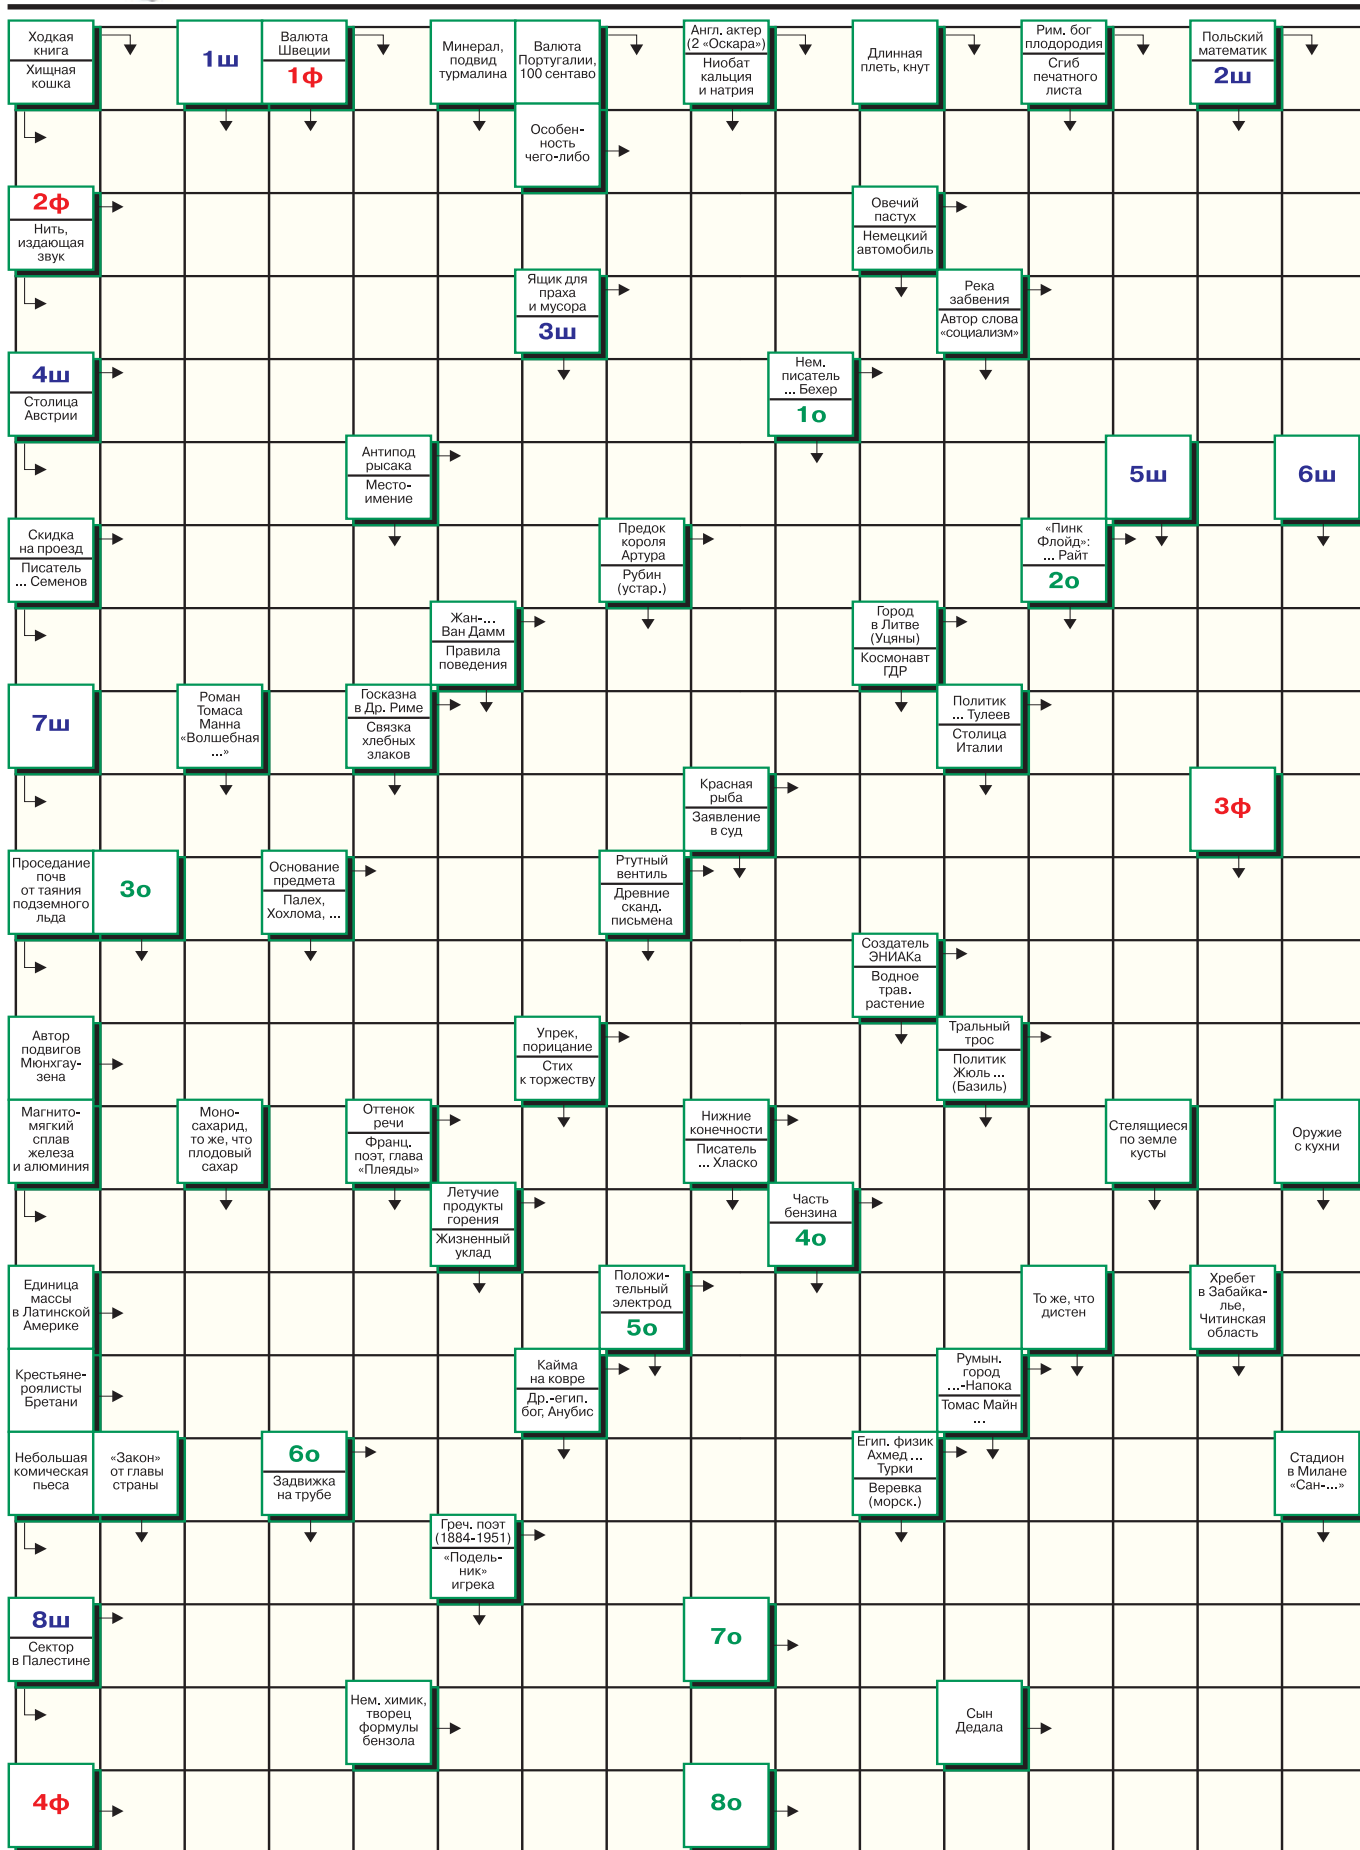 Ходкая
книга
Хищная
кошка
1ш
Валюта
Швеции
1ф
Минерал,
подвид
турмалина
Валюта
Португалии,
100 сентаво
Англ. актер
(2 «Оскара»)
Ниобат
кальция
и натрия
Длинная
плеть, кнут
Рим. бог
плодородия
Сгиб
печатного
листа
Польский
математик
2ш
Особен-
ность
чего-либо
2ф
Нить,
издающая
звук
Овечий
пастух
Немецкий
автомобиль
Ящик для
праха
и мусора
3ш
Река
забвения
Автор слова
«социализм»
4ш
Столица
Австрии
Нем.
писатель
... Бехер
1о
Антипод
рысака
Место-
имение
5ш
6ш
Скидка
на проезд
Писатель
... Семенов
Предок
короля
Артура
Рубин
(устар.)
«Пинк
Флойд»:
... Райт
2о
Жан-...
Ван Дамм
Правила
поведения
Город
в Литве
(Уцяны)
Космонавт
ГДР
7ш
Роман
Томаса
Манна
«Волшебная
...»
Госказна
в Др. Риме
Связка
хлебных
злаков
Политик
... Тулеев
Столица
Италии
Красная
рыба
Заявление
в суд
3ф
Проседание
почв
от таяния
подземного
льда
3о
Основание
предмета
Палех,
Хохлома, ...
Ртутный
вентиль
Древние
сканд.
письмена
Создатель
ЭНИАКа
Водное
трав.
растение
Автор
подвигов
Мюнхгау-
зена
Упрек,
порицание
Стих
к торжеству
Тральный
трос
Политик
Жюль ...
(Базиль)
Магнито-
мягкий
сплав
железа
и алюминия
Моно-
сахарид,
то же, что
плодовый
сахар
Оттенок
речи
Франц.
поэт, глава
«Плеяды»
Нижние
конечности
Писатель
... Хласко
Стелящиеся
по земле
кусты
Оружие
с кухни
Летучие
продукты
горения
Жизненный
уклад
Часть
бензина
4о
Единица
массы
в Латинской
Америке
Положи-
тельный
электрод
5о
То же, что
дистен
Хребет
в Забайка-
лье,
Читинская
область
Крестьяне-
роялисты
Бретани
Кайма
на ковре
Др.-егип.
бог, Анубис
Румын.
город
...-Напока
Томас Майн
...
Небольшая
комическая
пьеса
«Закон»
от главы
страны
6о
Задвижка
на трубе
Егип. физик
Ахмед ...
Турки
Веревка
(морск.)
Стадион
в Милане
«Сан-...»
Греч. поэт
(1884-1951)
«Подель-
ник»
игрека
8ш
Сектор
в Палестине
7о
Нем. химик,
творец
формулы
бензола
Сын
Дедала
4ф
8о